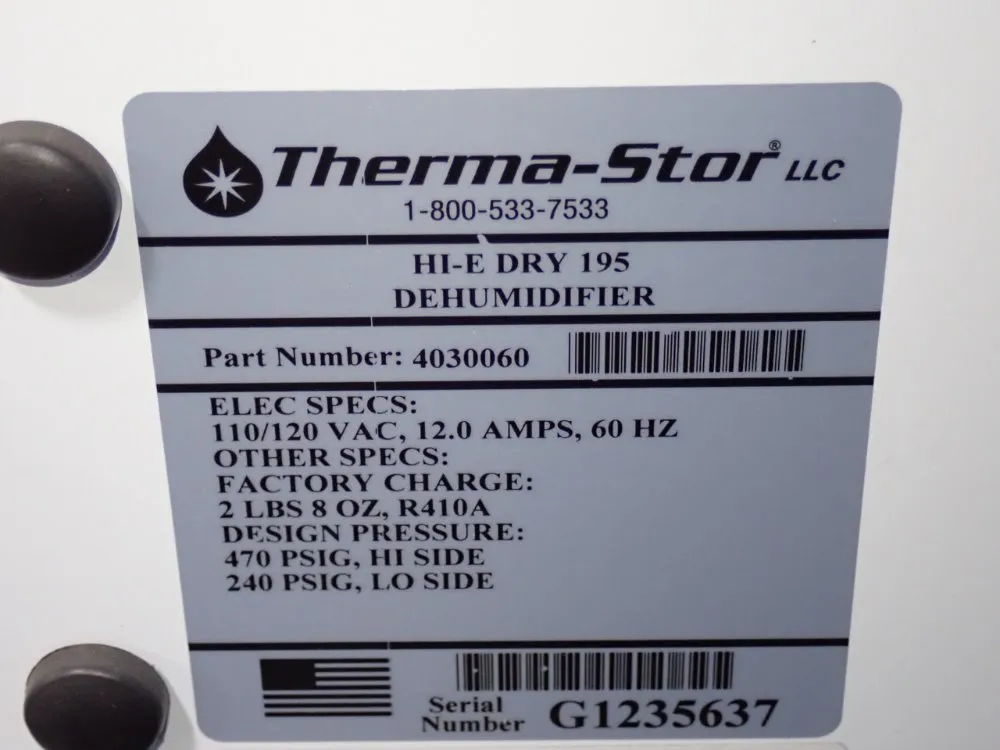 Therma-Stor® LLC
1-800-533-7533
HI-E DRY 195
DEHUMIDIFIER
Part Number: 4030060
ELEC SPECS:
110/120 VAC, 12.0 AMPS, 60 HZ
OTHER SPECS:
FACTORY CHARGE:
2 LBS 8 OZ, R410A
DESIGN PRESSURE:
470 PSIG, HI SIDE
240 PSIG, LO SIDE
Serial
Number G1235637